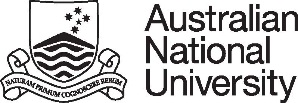 Australian
National
University
NATURAM PRIMUM COGNOSCERE RERUM